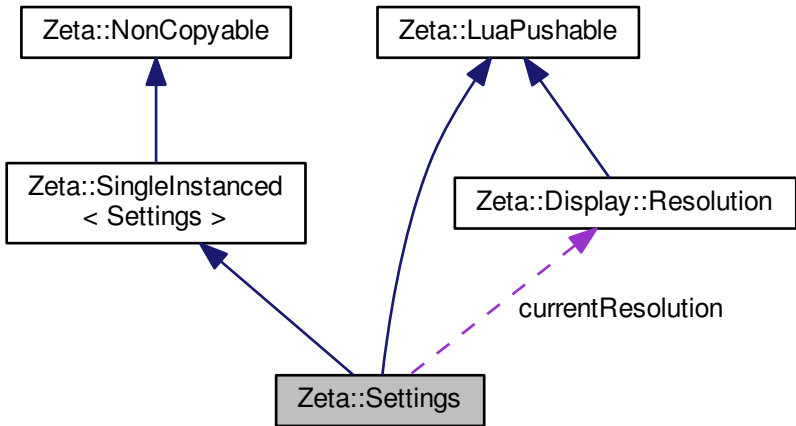 Zeta::NonCopyable
Zeta::LuaPushable
Zeta::SingleInstanced
< Settings >
Zeta::Display::Resolution
currentResolution
Zeta::Settings